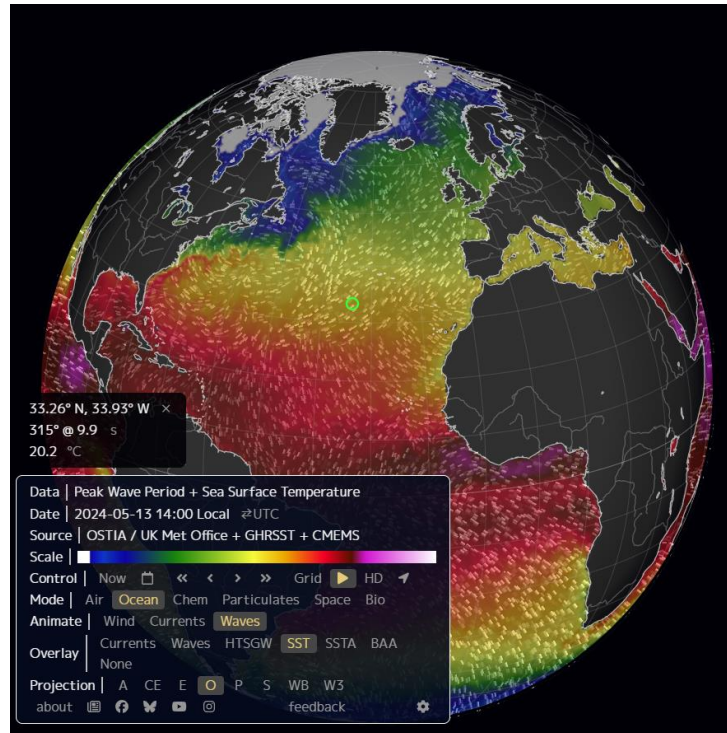 33.26° N, 33.93° W ×
315° @ 9.9 s
20.2 °C
Data | Peak Wave Period + Sea Surface Temperature
Date | 2024-05-13 14:00 Local ⇄UTC
Source | OSTIA / UK Met Office + GHRSST + CMEMS
Scale |
Control | Now « ‹ › » Grid ▶ HD
Mode | Air Ocean Chem Particulates Space Bio
Animate | Wind Currents Waves
Overlay | Currents Waves HTSGW SST SSTA BAA
None
Projection | A CE E O P S WB W3
about feedback